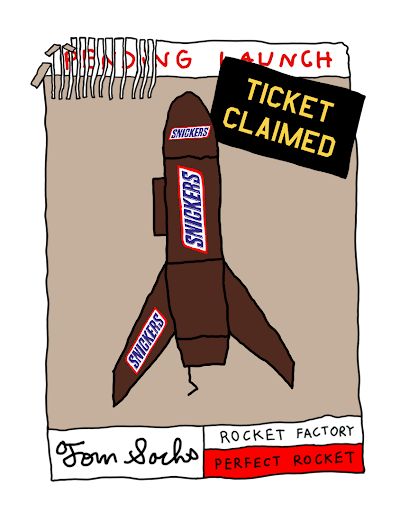 PENDING LAUNCH
TICKET
CLAIMED
SNICKERS
SNICKERS
SNICKERS
Tom Sachs
ROCKET FACTORY
PERFECT ROCKET